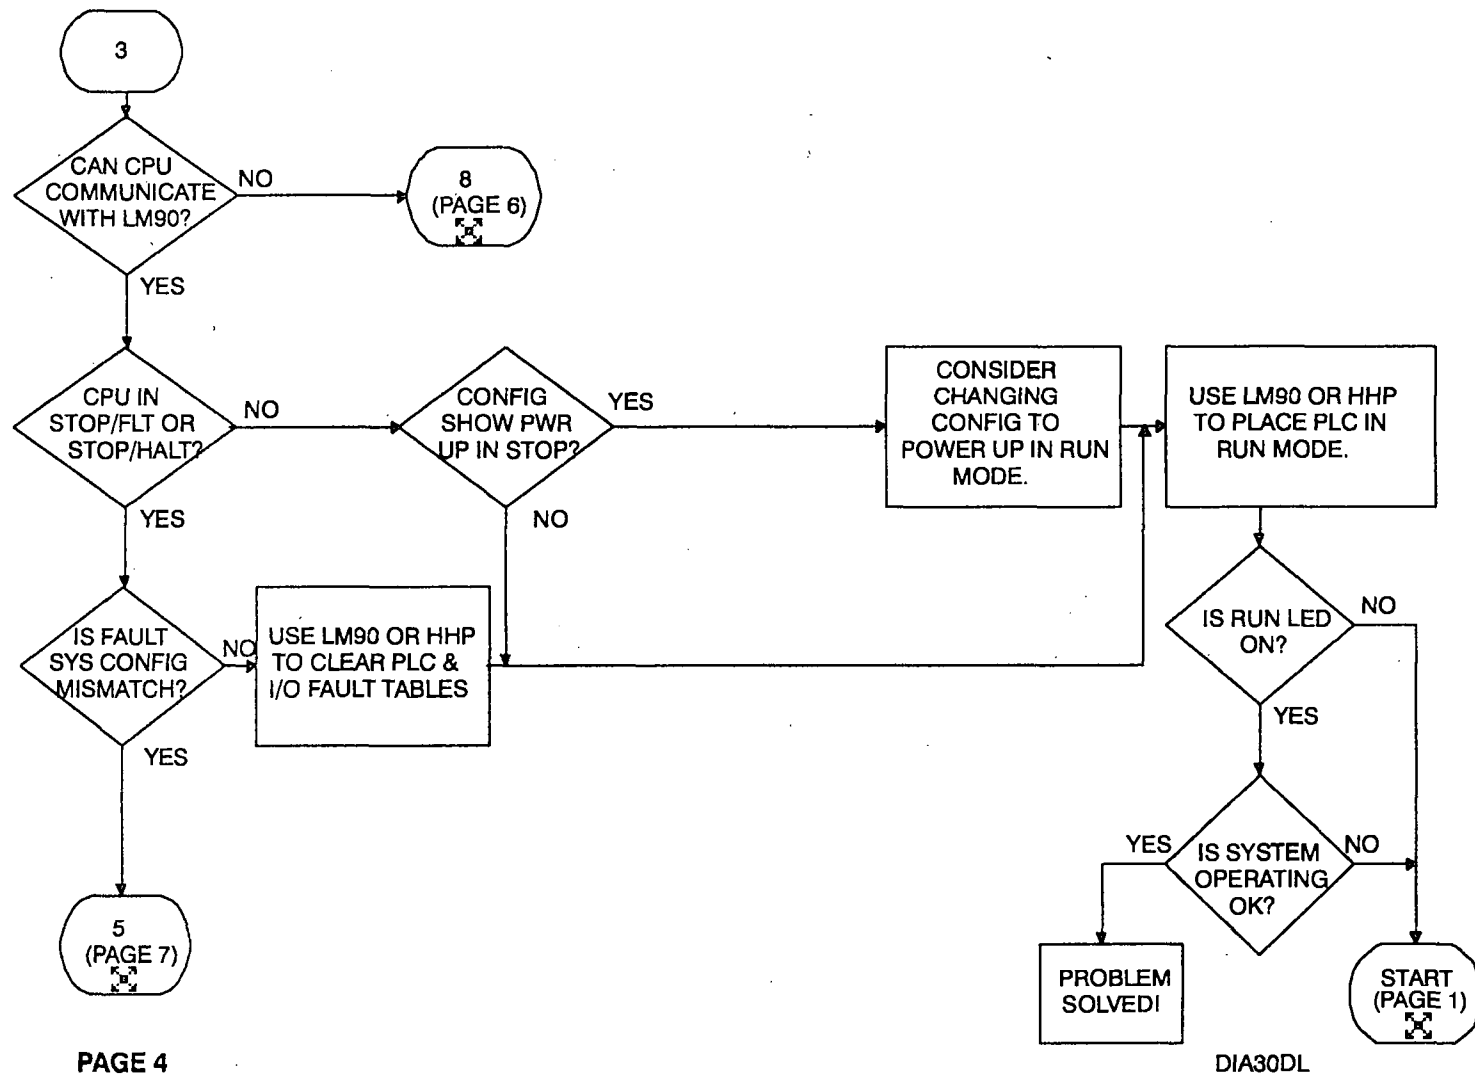 3
CAN CPU
COMMUNICATE
WITH LM90?
NO
8
(PAGE 6)
YES
CPU IN
STOP/FLT OR
STOP/HALT?
NO
CONFIG
SHOW PWR
UP IN STOP?
YES
CONSIDER
CHANGING
CONFIG TO
POWER UP IN RUN
MODE.
USE LM90 OR HHP
TO PLACE PLC IN
RUN MODE.
YES
NO
IS FAULT
SYS CONFIG
MISMATCH?
NO
USE LM90 OR HHP
TO CLEAR PLC &
I/O FAULT TABLES
IS RUN LED
ON?
NO
YES
YES
YES
IS SYSTEM
OPERATING
OK?
NO
5
(PAGE 7)
PROBLEM
SOLVED!
START
(PAGE 1)
PAGE 4
DIA30DL